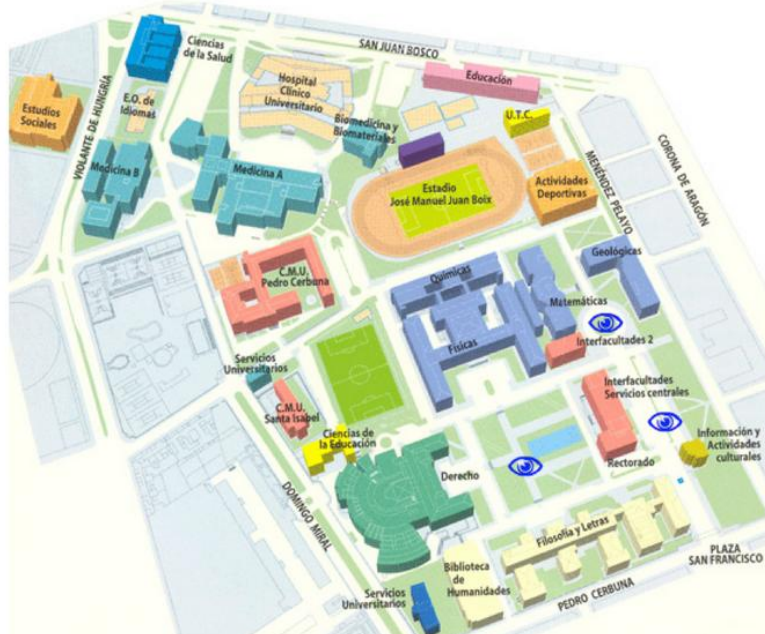 SAN JUAN BOSCO
Ciencias
de la Salud
Educación
Hospital
Clínico
Universitario
VIOLANTE DE HUNGRÍA
E.O. de
Idiomas
Estudios
Sociales
Biomedicina y
Biomateriales
U.T.C.
MENÉNDEZ PELAYO
CORONA DE ARAGÓN
Medicina B
Medicina A
Estadio
José Manuel Juan Boix
Actividades
Deportivas
C.M.U.
Pedro Cerbuna
Químicas
Geológicas
Matemáticas
Físicas
Interfacultades 2
Servicios
Universitarios
C.M.U.
Santa Isabel
Interfacultades
Servicios centrales
Ciencias de
la Educación
Información y
Actividades
culturales
Rectorado
Derecho
DOMINGO MIRAL
Filosofía y Letras
PLAZA
SAN FRANCISCO
Biblioteca
de
Humanidades
Servicios
Universitarios
PEDRO CERBUNA